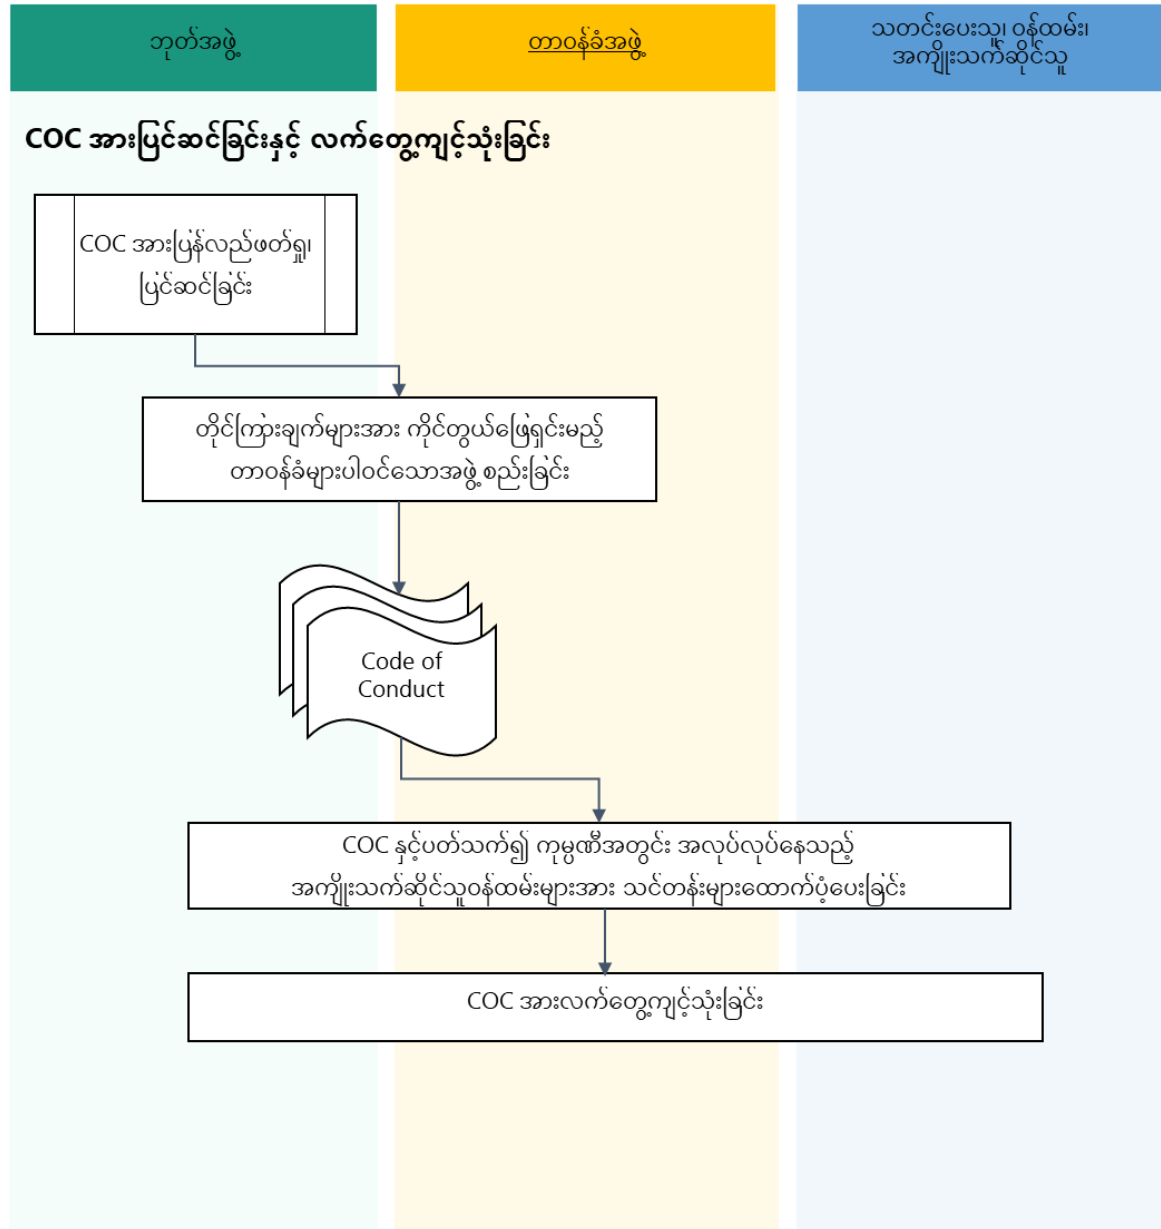 ဘုတ်အဖွဲ့
တာဝန်ခံအဖွဲ့
သတင်းပေးသူ၊ ဝန်ထမ်း၊
အကျိုးသက်ဆိုင်သူ
COC အားပြင်ဆင်ခြင်းနှင့် လက်တွေ့ကျင့်သုံးခြင်း
COC အားပြန်လည်ဖတ်ရှု၊
ပြင်ဆင်ခြင်း
တိုင်ကြားချက်များအား ကိုင်တွယ်ဖြေရှင်းမည့်
တာဝန်ခံများပါဝင်သောအဖွဲ့ စည်းခြင်း
Code of
Conduct
COC နှင့်ပတ်သက်၍ ကုမ္ပဏီအတွင်း အလုပ်လုပ်နေသည့်
အကျိုးသက်ဆိုင်သူဝန်ထမ်းများအား သင်တန်းများထောက်ပံ့ပေးခြင်း
COC အားလက်တွေ့ကျင့်သုံးခြင်း